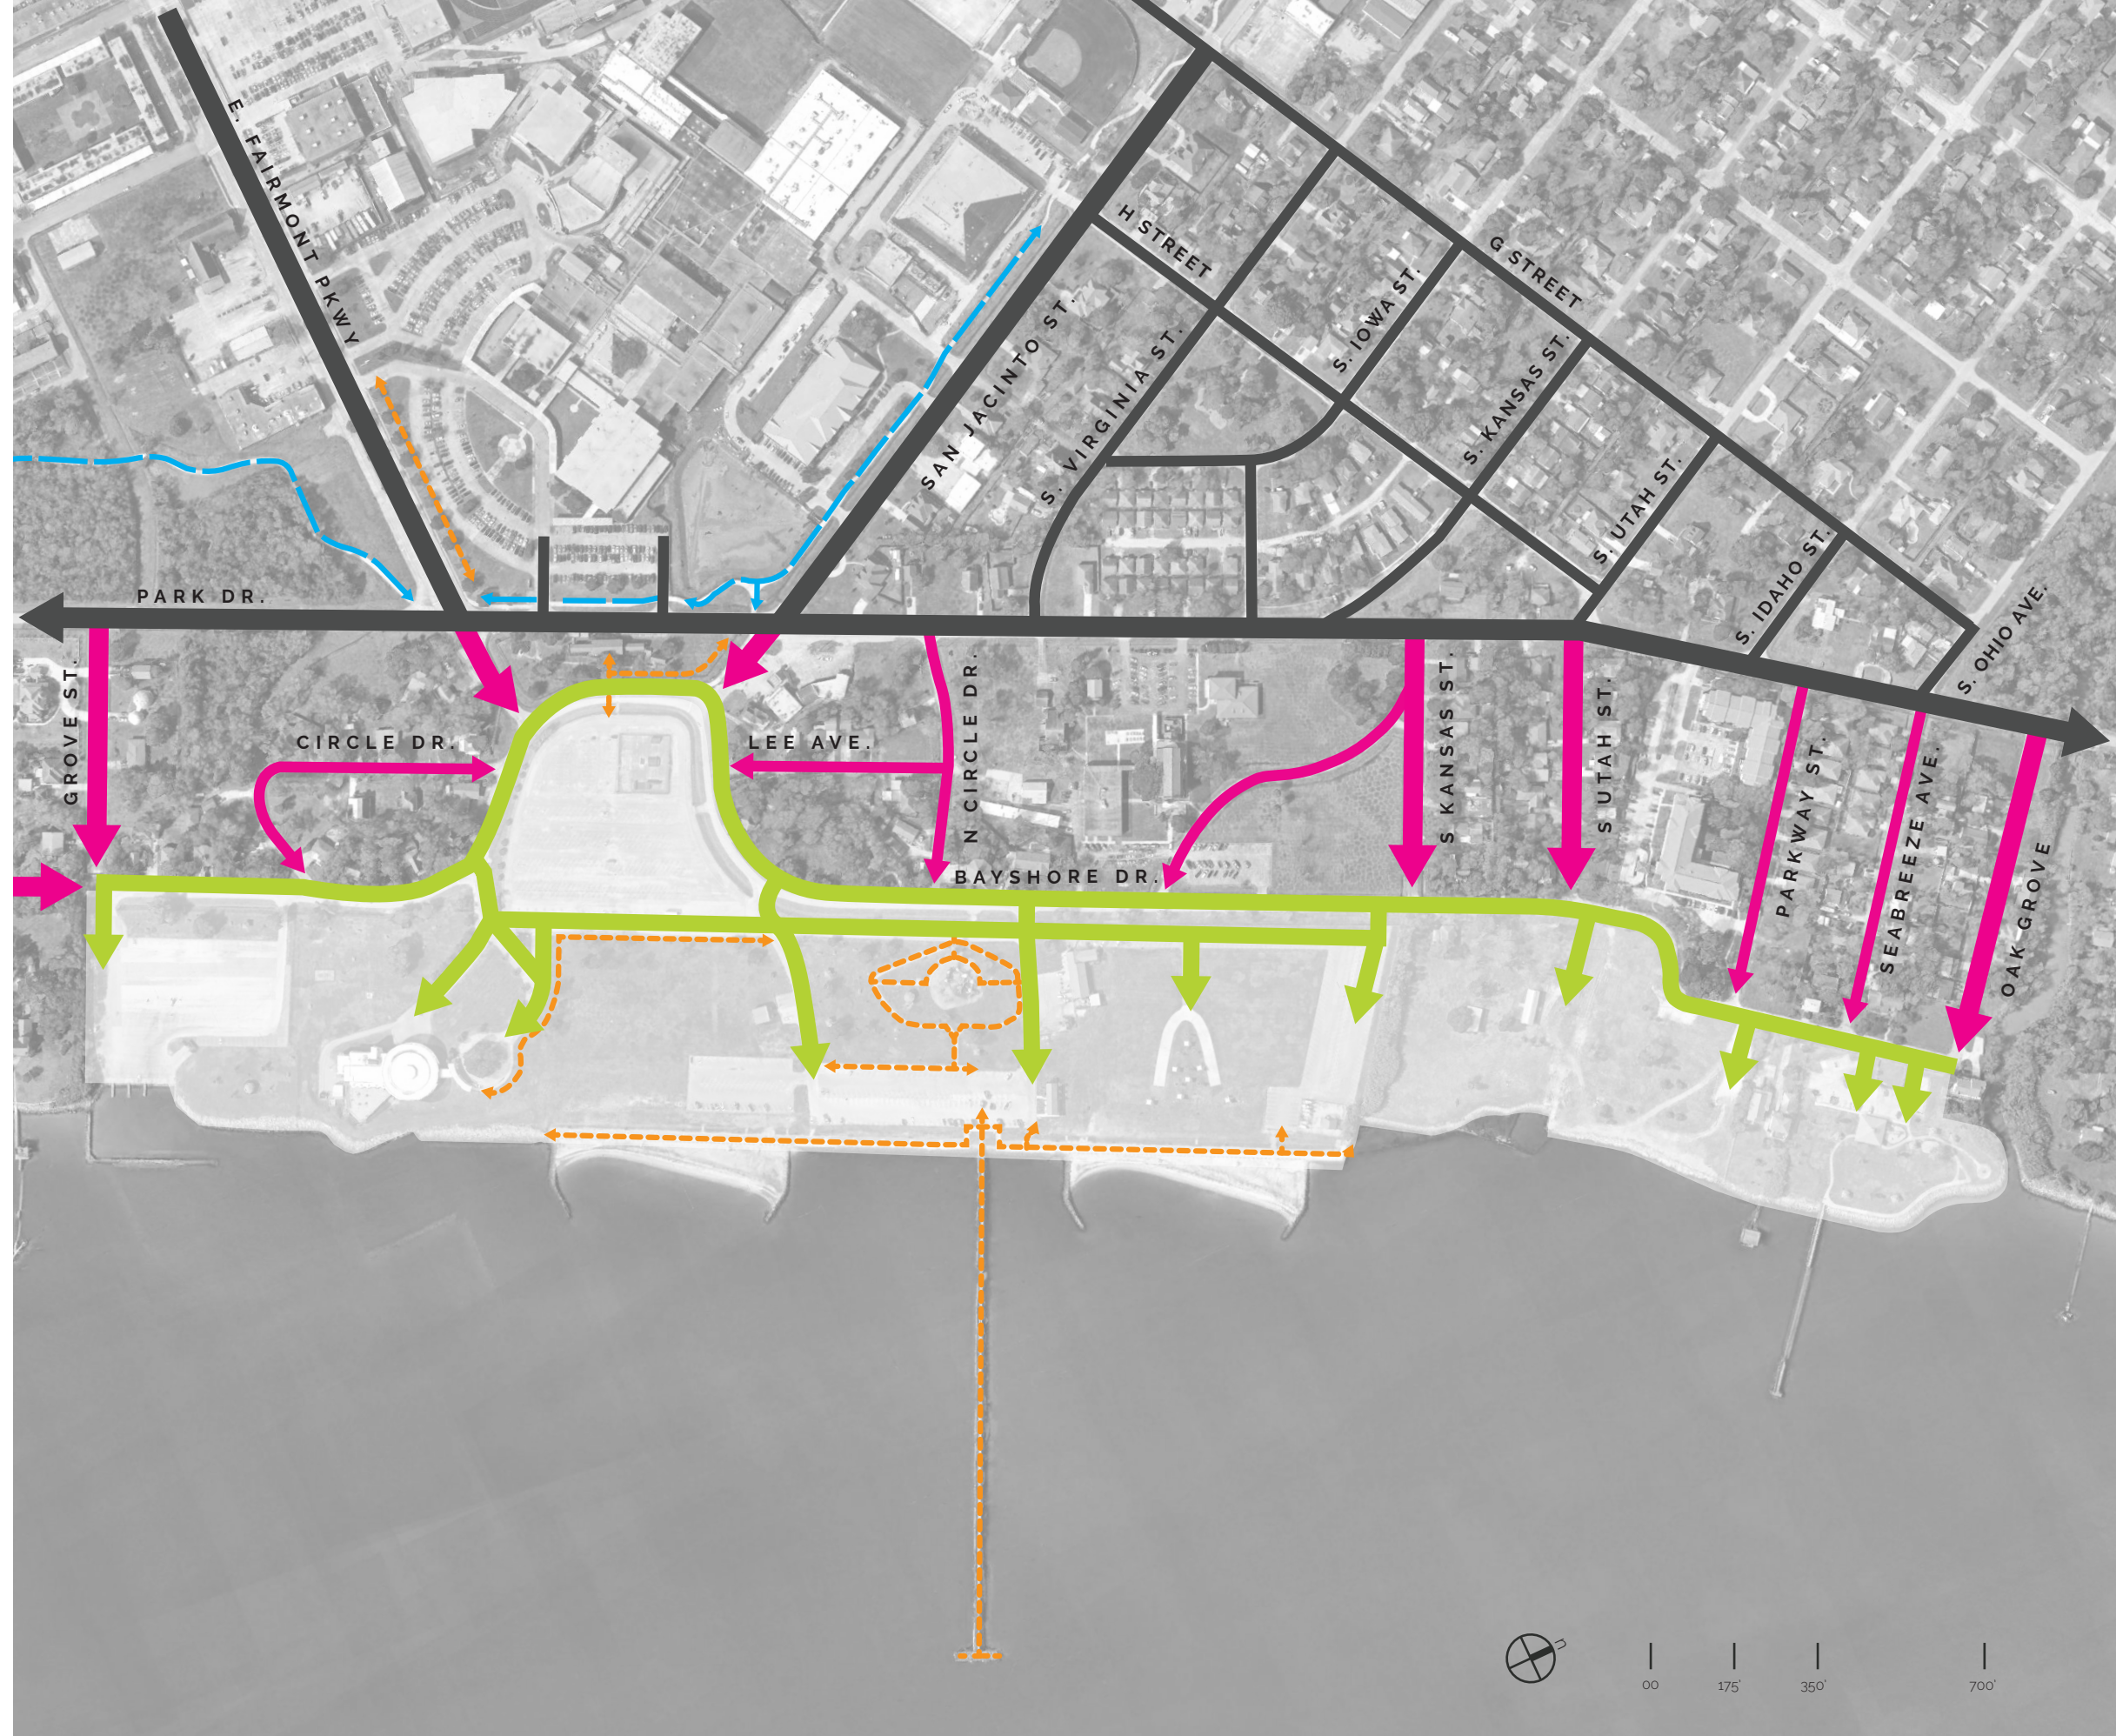 E. FAIRMONT PKWY
H STREET
G STREET
S. IOWA ST.
SAN JACINTO ST.
S. VIRGINIA ST.
S. KANSAS ST.
S. UTAH ST.
S. IDAHO ST.
S. OHIO AVE.
PARK DR.
GROVE ST.
CIRCLE DR.
LEE AVE.
N CIRCLE DR.
S KANSAS ST.
S UTAH ST.
PARKWAY ST.
SEABREEZE AVE.
OAK GROVE
BAYSHORE DR.
n
00
175'
350'
700'